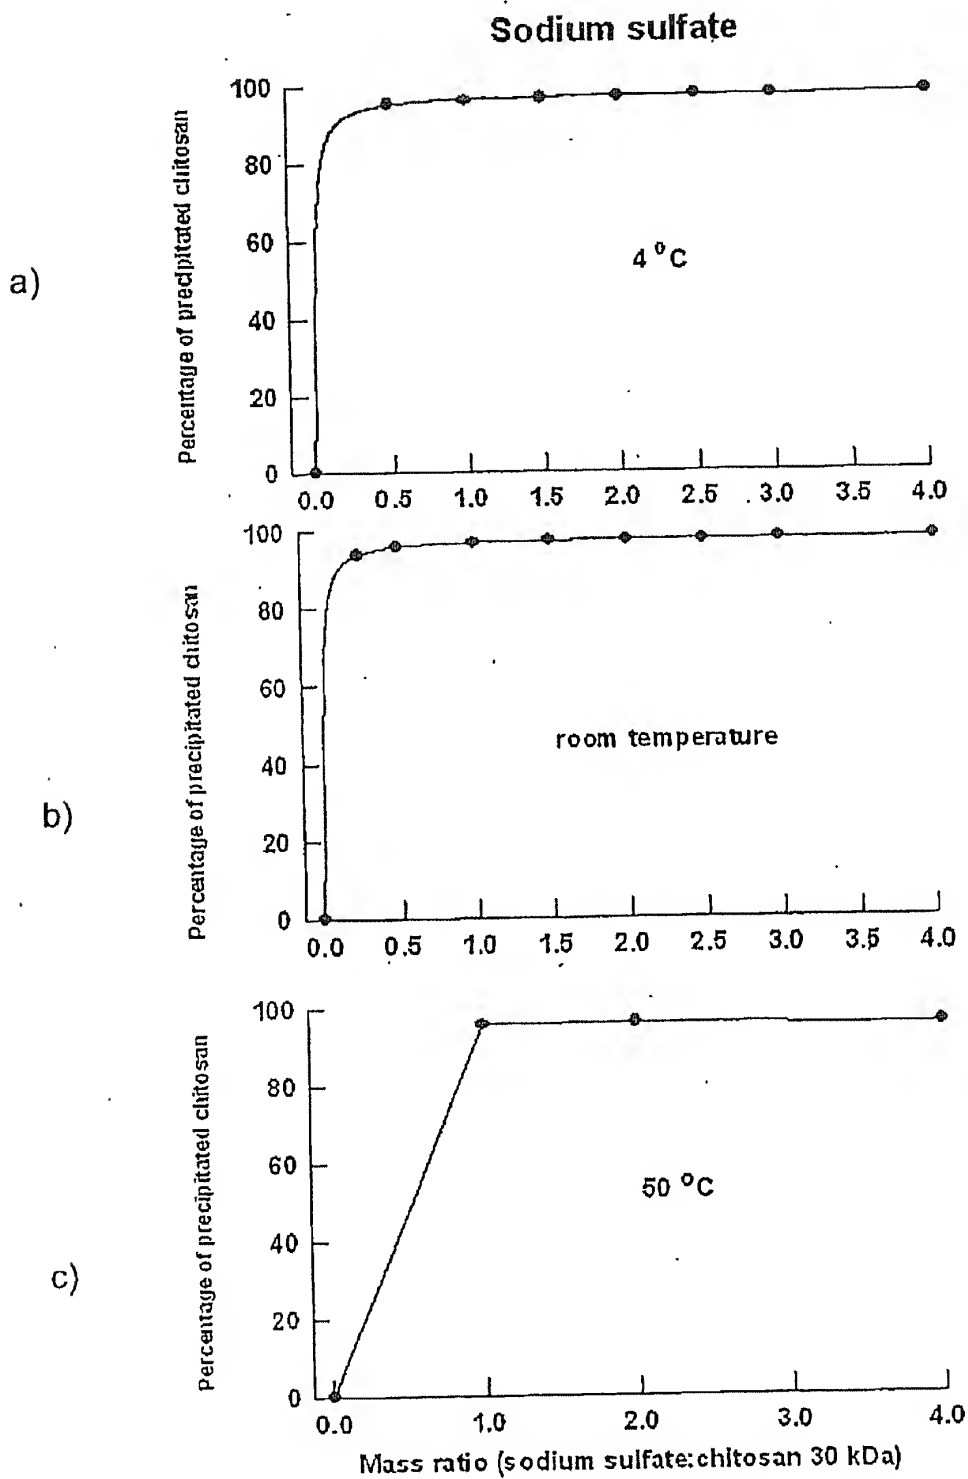 Sodium sulfate
a)
Percentage of precipitated chitosan
100
80
60
40
20
0
4 °C
0.0 0.5 1.0 1.5 2.0 2.5 3.0 3.5 4.0
b)
Percentage of precipitated chitosan
100
80
60
40
20
0
room temperature
0.0 0.5 1.0 1.5 2.0 2.5 3.0 3.5 4.0
c)
Percentage of precipitated chitosan
100
80
60
40
20
0
50 °C
0.0 1.0 2.0 3.0 4.0
Mass ratio (sodium sulfate:chitosan 30 kDa)